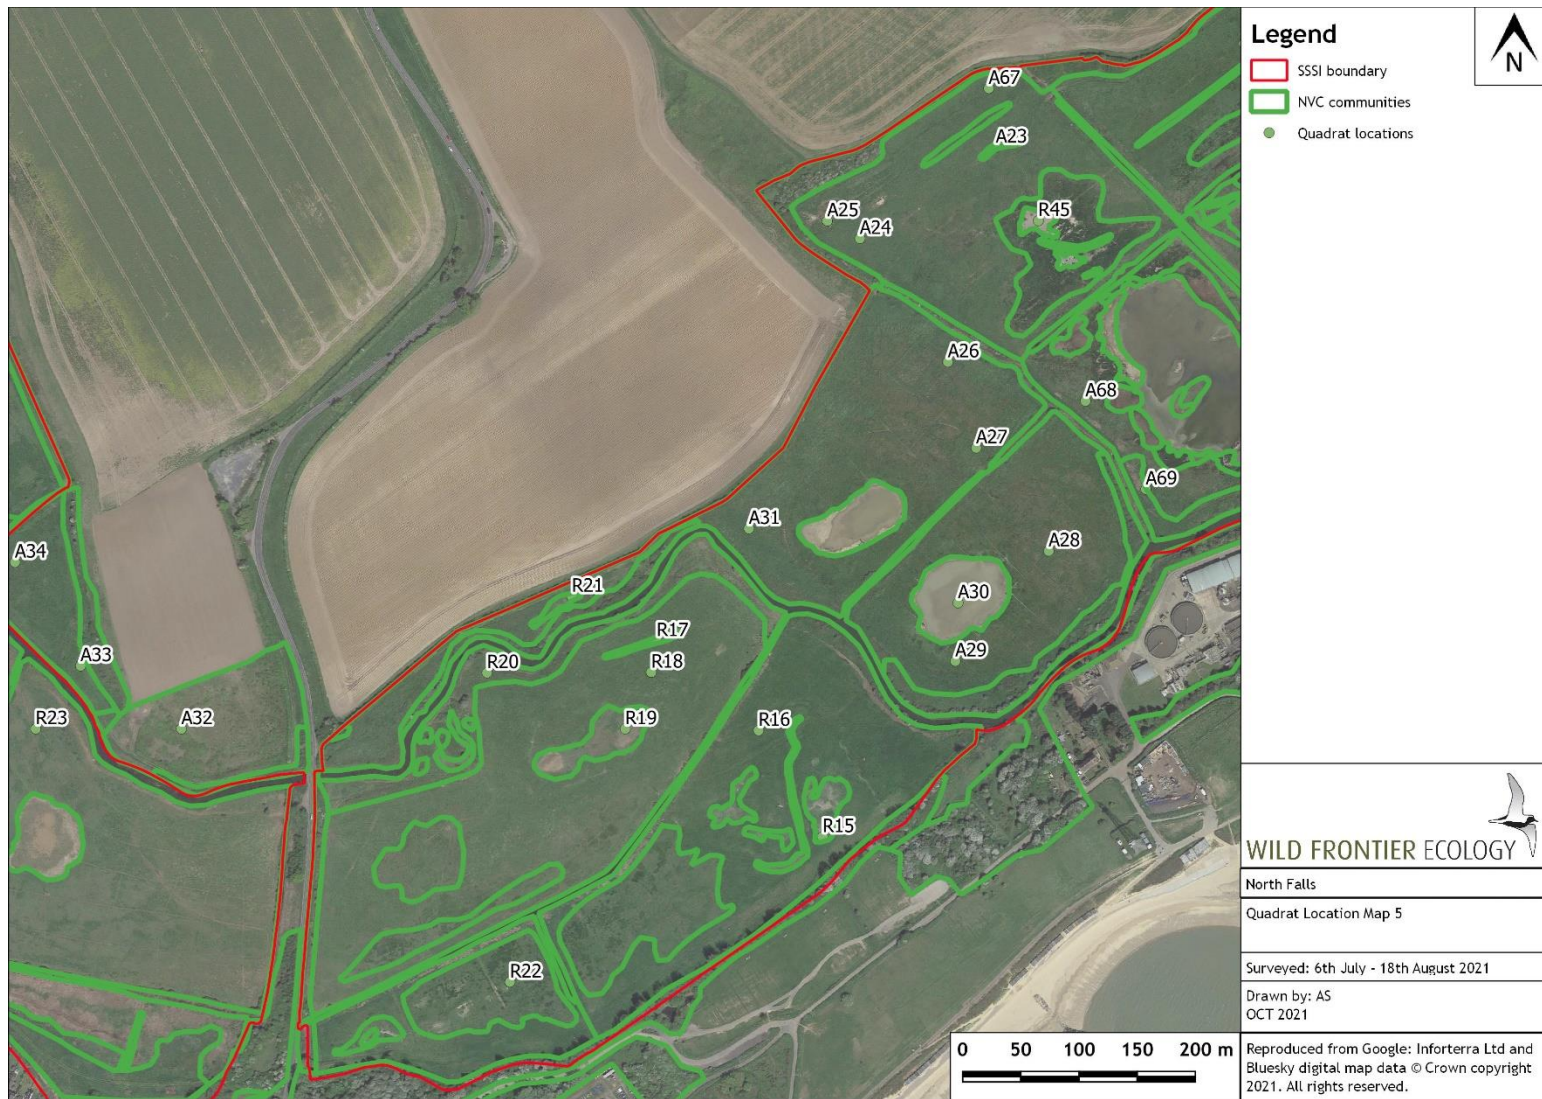 Legend
SSSI boundary
NVC communities
Quadrat locations
N
A67
A23
A25
A24
R45
A26
A68
A27
A69
A31
A28
A34
R21
A30
R17
A33
R20
R18
A29
R23
A32
R19
R16
R15
R22
0 50 100 150 200 m
WILD FRONTIER ECOLOGY
North Falls
Quadrat Location Map 5
Surveyed: 6th July - 18th August 2021
Drawn by: AS
OCT 2021
Reproduced from Google: Inforterra Ltd and
Bluesky digital map data © Crown copyright
2021. All rights reserved.